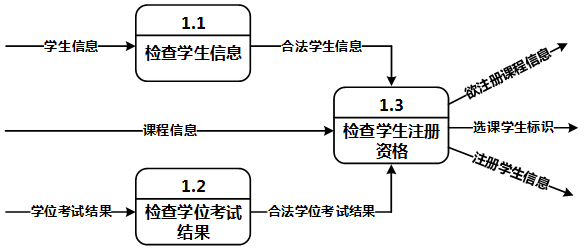 1.1
学生信息
检查学生信息
合法学生信息
欲注册课程信息
1.3
课程信息
检查学生注册
资格
选课学生标识
注册学生信息
1.2
学位考试结果
检查学位考试
结果
合法学位考试结果